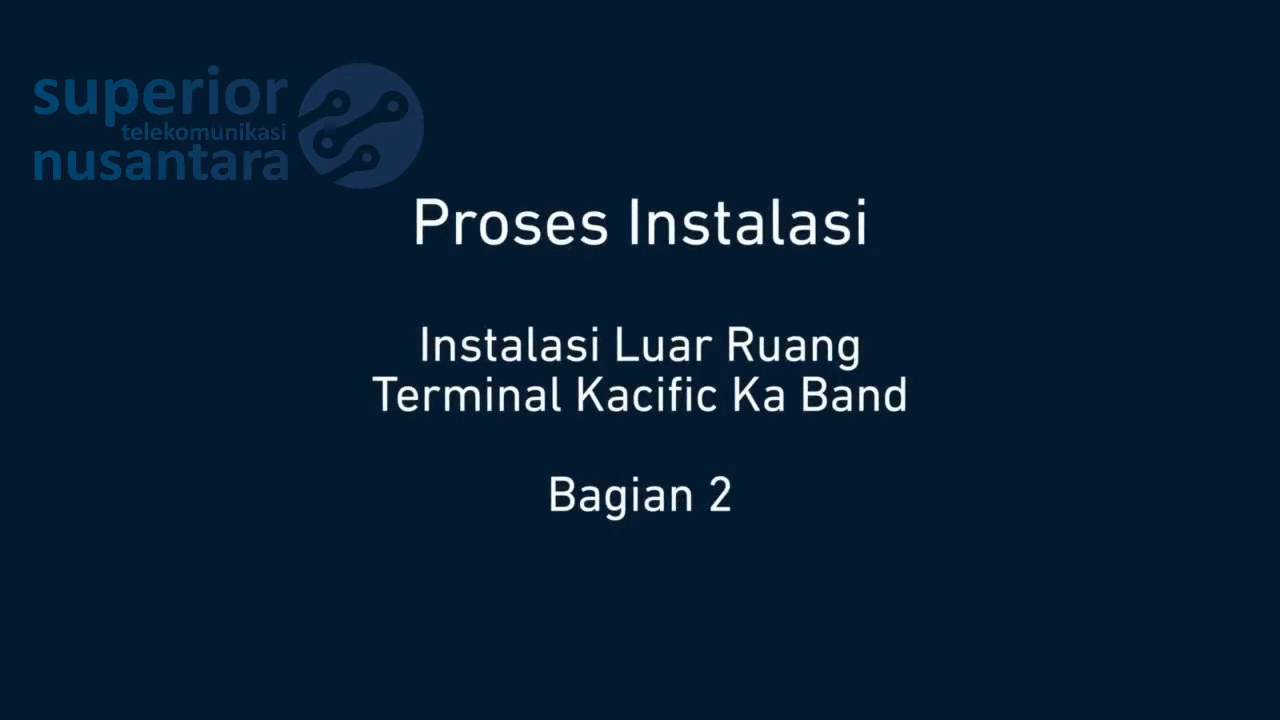 superior
telekomunikasi
nusantara
Proses Instalasi
Instalasi Luar Ruang
Terminal Kacific Ka Band
Bagian 2